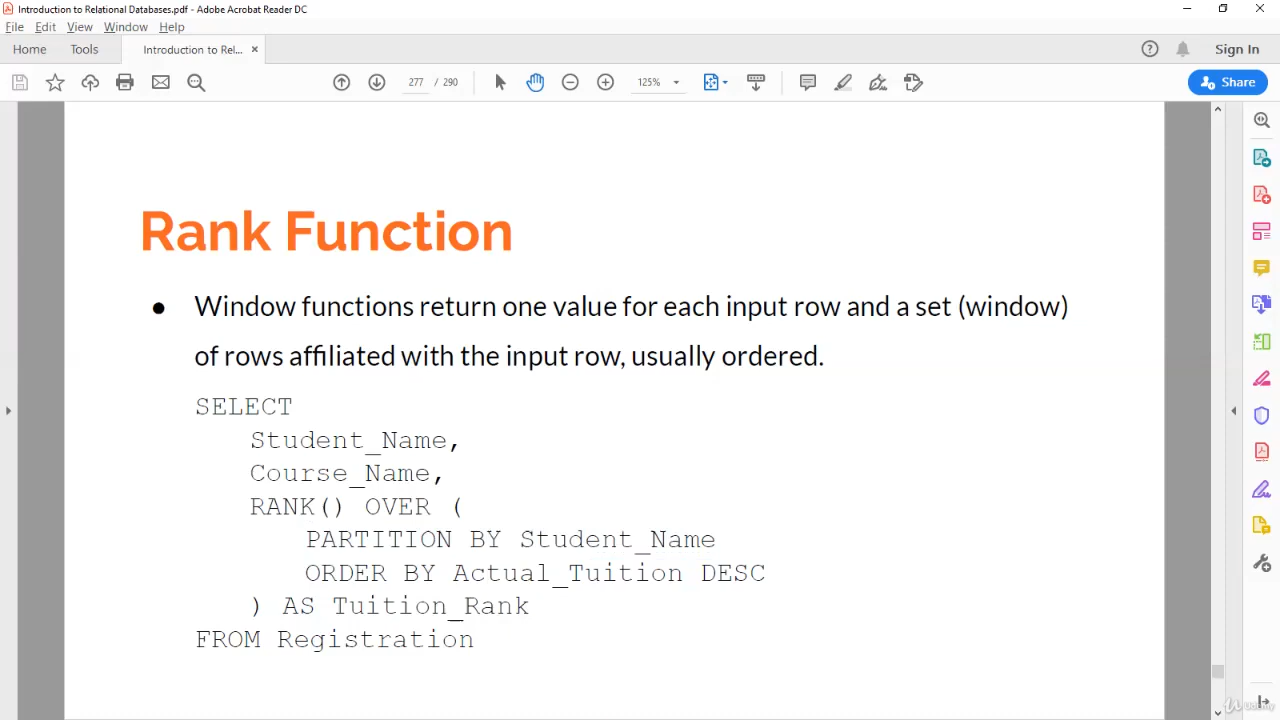 Introduction to Relational Databases.pdf - Adobe Acrobat Reader DC
File Edit View Window Help
Home Tools Introduction to Rel... × Sign In
277 / 290 125% Share
Rank Function
● Window functions return one value for each input row and a set (window)
of rows affiliated with the input row, usually ordered.
SELECT
Student_Name,
Course_Name,
RANK() OVER (
PARTITION BY Student_Name
ORDER BY Actual_Tuition DESC
) AS Tuition_Rank
FROM Registration
Udemy